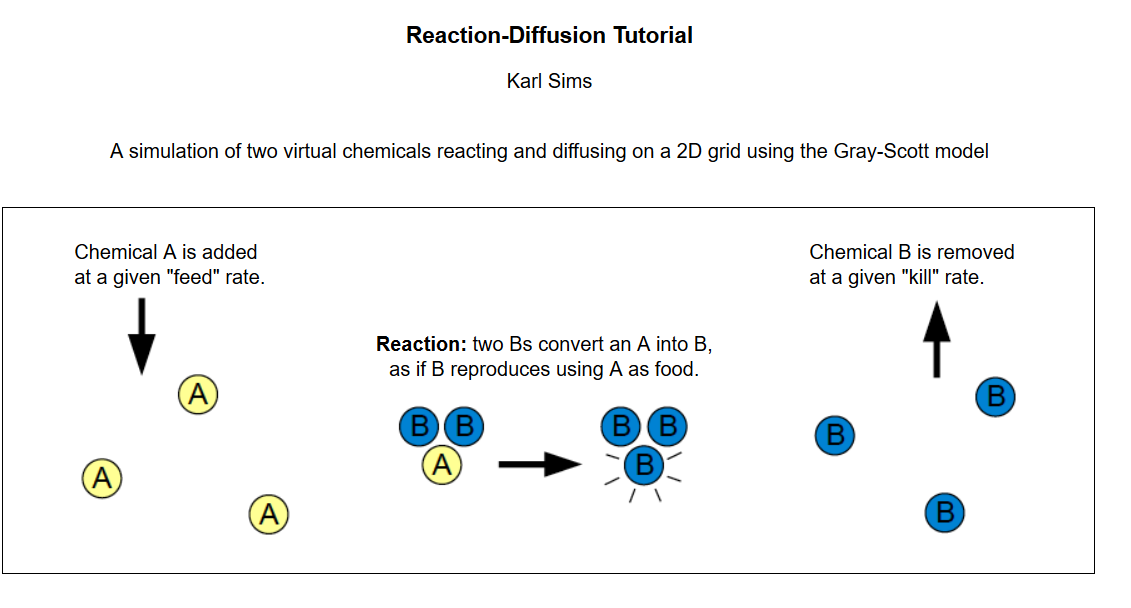 Reaction-Diffusion Tutorial
Karl Sims
A simulation of two virtual chemicals reacting and diffusing on a 2D grid using the Gray-Scott model
Chemical A is added
at a given "feed" rate.
Chemical B is removed
at a given "kill" rate.
Reaction: two Bs convert an A into B,
as if B reproduces using A as food.
A
A
A
B B
A
B B
B
B
B
B